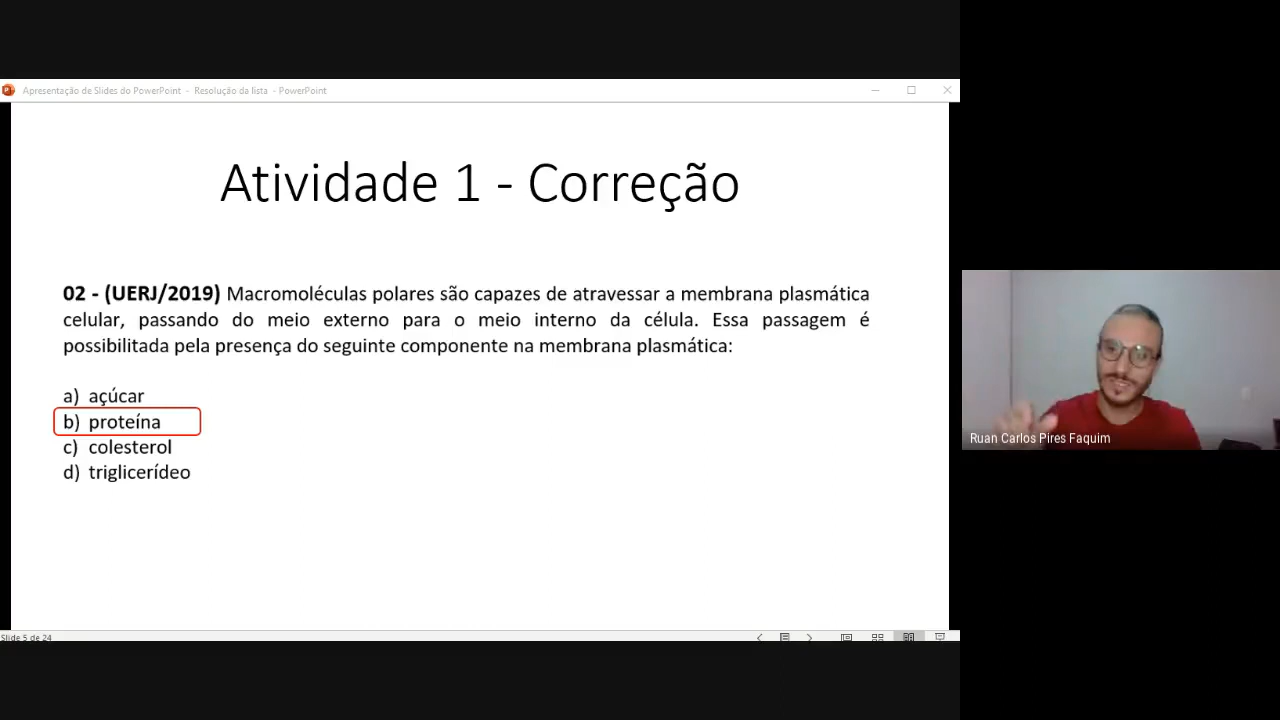 Apresentação de Slides do PowerPoint - Resolução da lista - PowerPoint
Atividade 1 - Correção
02 - (UERJ/2019) Macromoléculas polares são capazes de atravessar a membrana plasmática
celular, passando do meio externo para o meio interno da célula. Essa passagem é
possibilitada pela presença do seguinte componente na membrana plasmática:
a) açúcar
b) proteína
c) colesterol
d) triglicerídeo
Ruan Carlos Pires Faquim
Slide 5 de 24